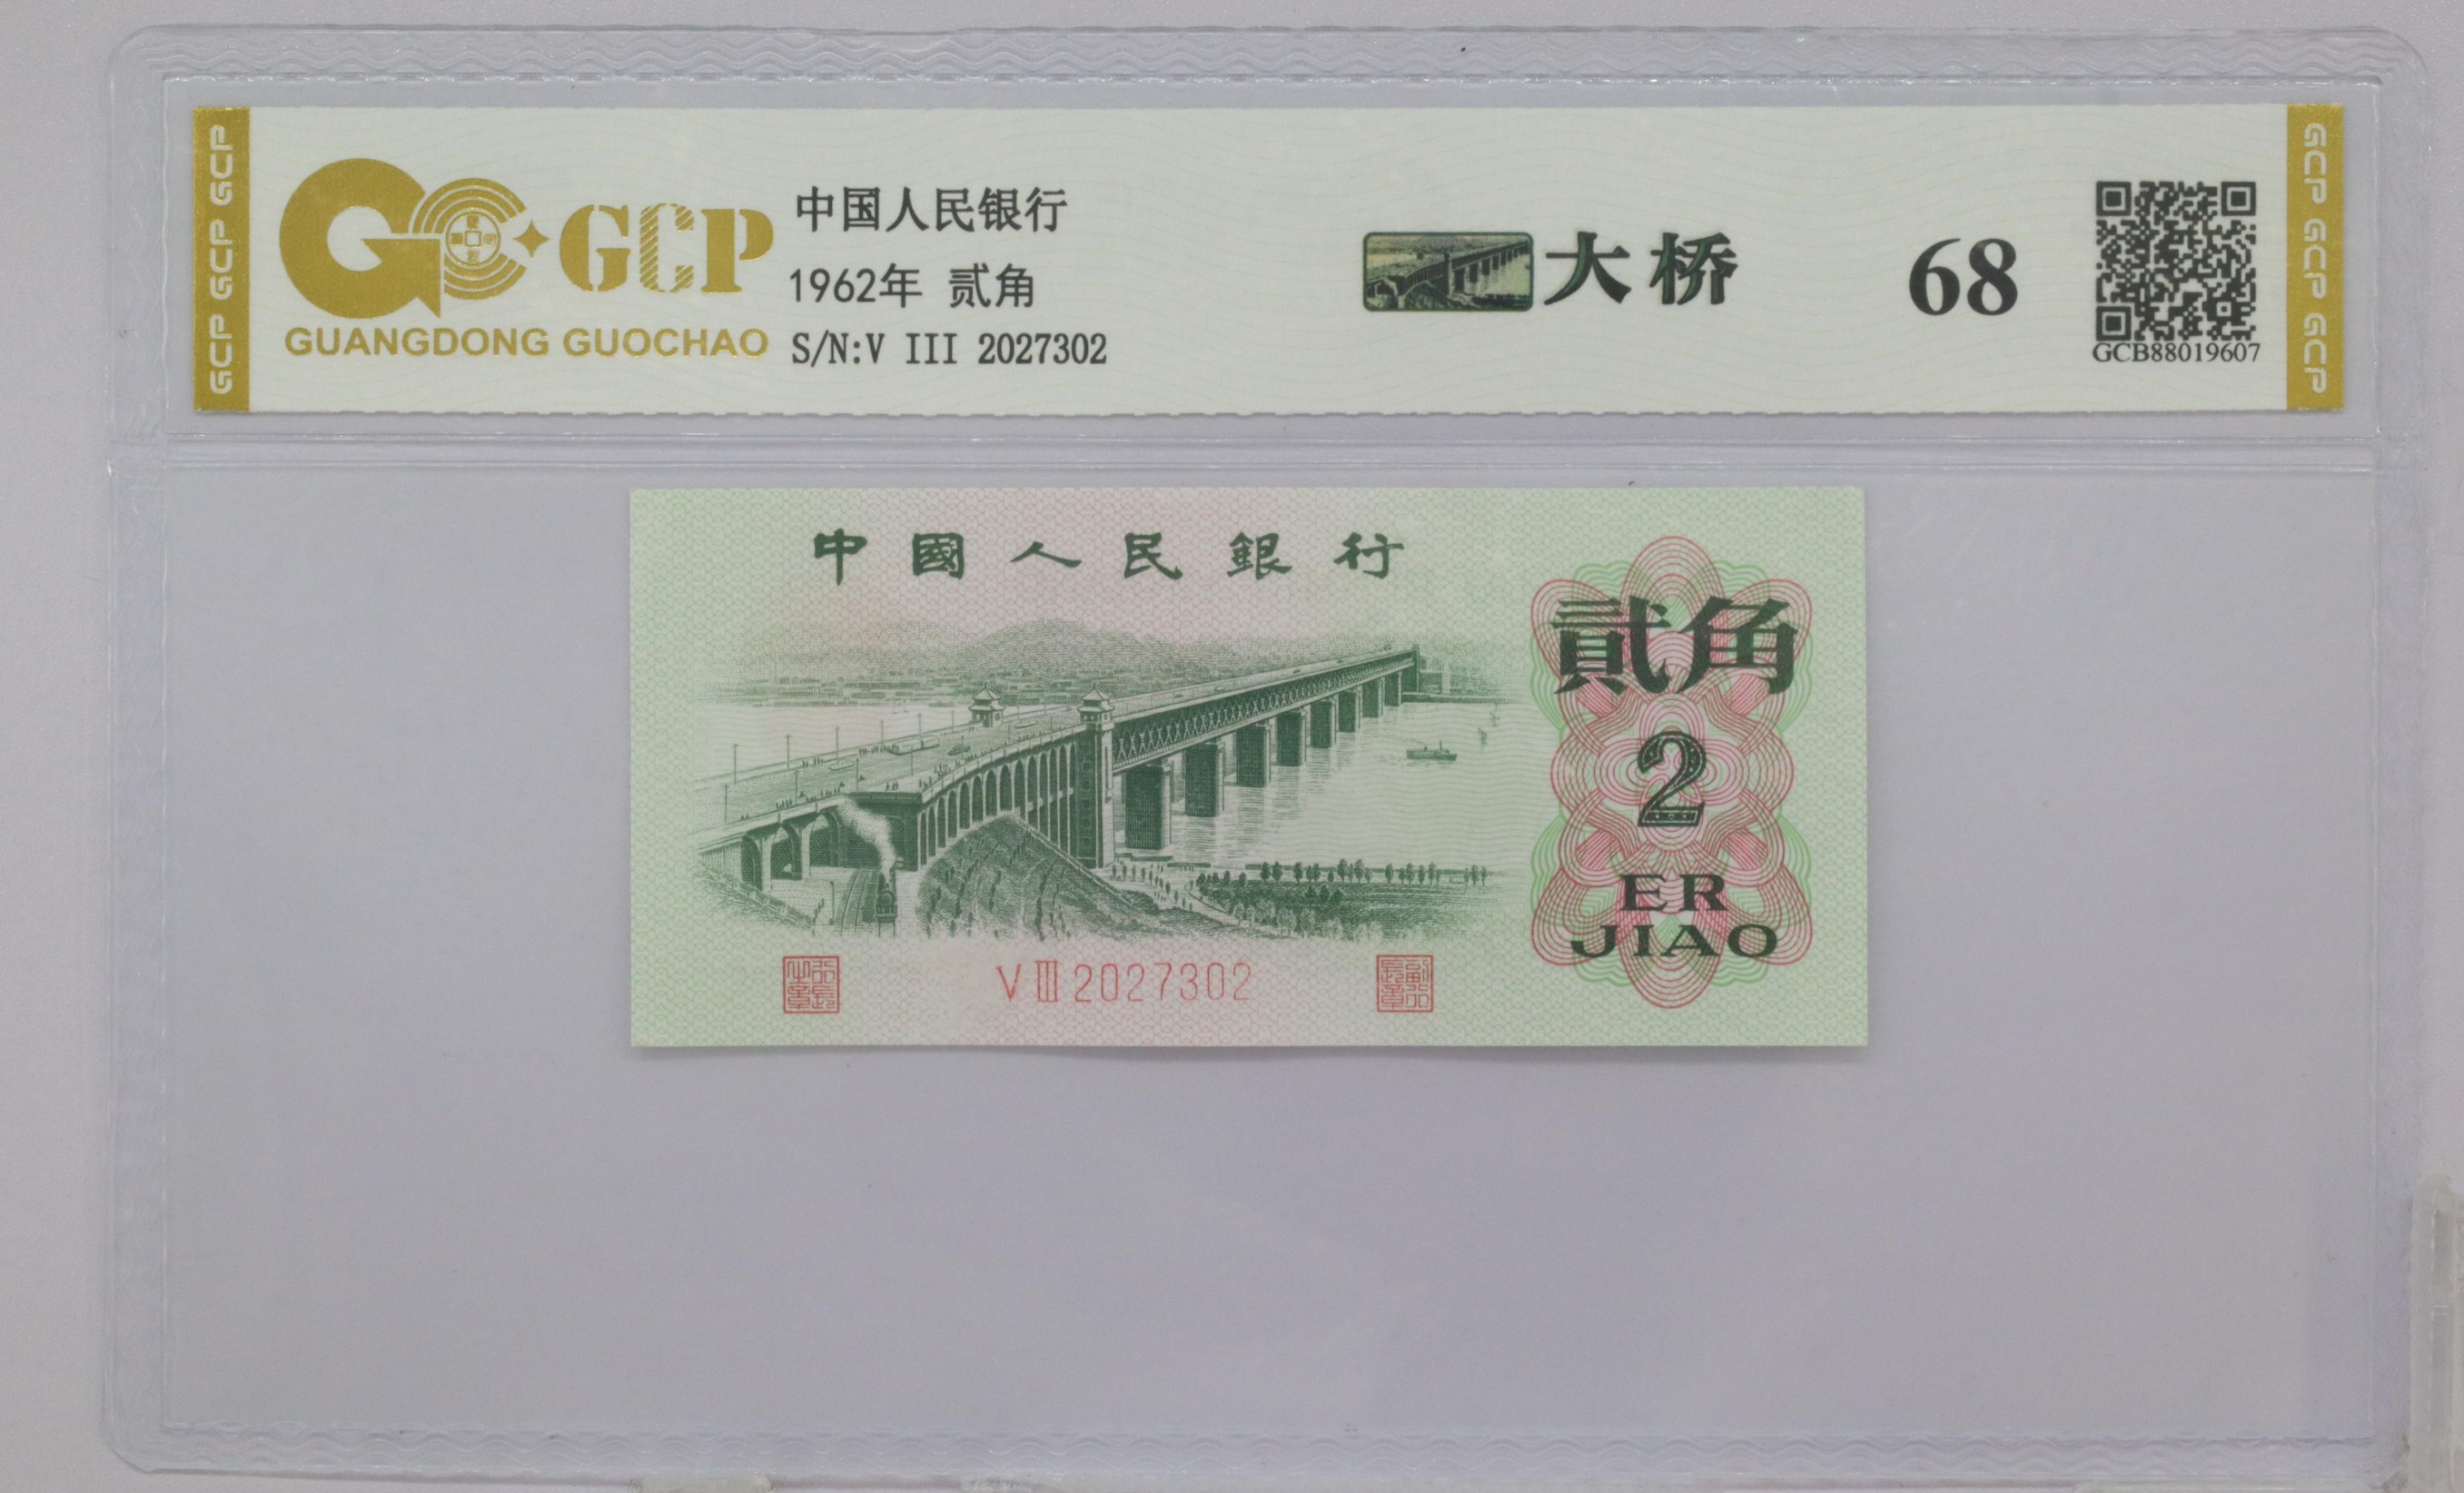 GCP GCP GCP
GCP
GUANGDONG GUOCHAO
中国人民银行
1962年 贰角
S/N:V III 2027302
大桥
68
GCB88019607
GCP GCP GCP
中國人民銀行
貳角
2
ER
JIAO
V III 2027302